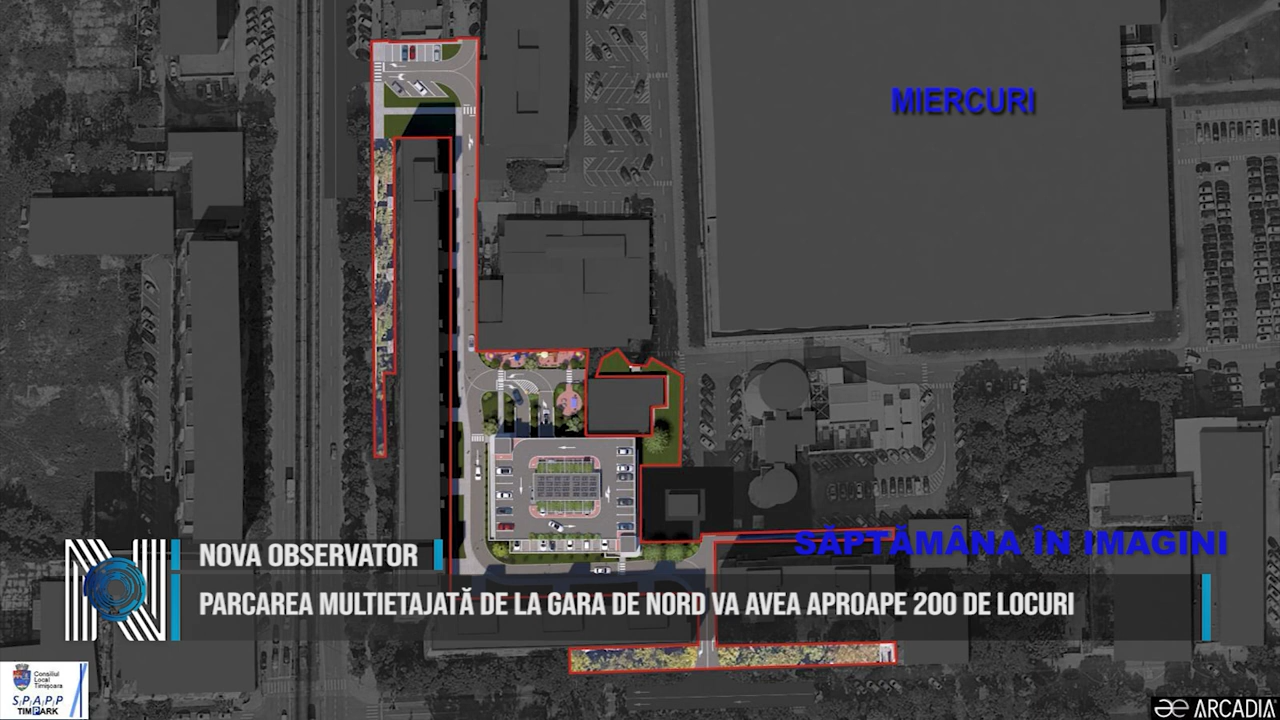 MIERCURI
SĂPTĂMÂNA ÎN IMAGINI
NOVA OBSERVATOR
PARCAREA MULTIETAJATĂ DE LA GARA DE NORD VA AVEA APROAPE 200 DE LOCURI
Consiliul
Local
Timișoara
SPAPP
TIMPARK
ARCADIA